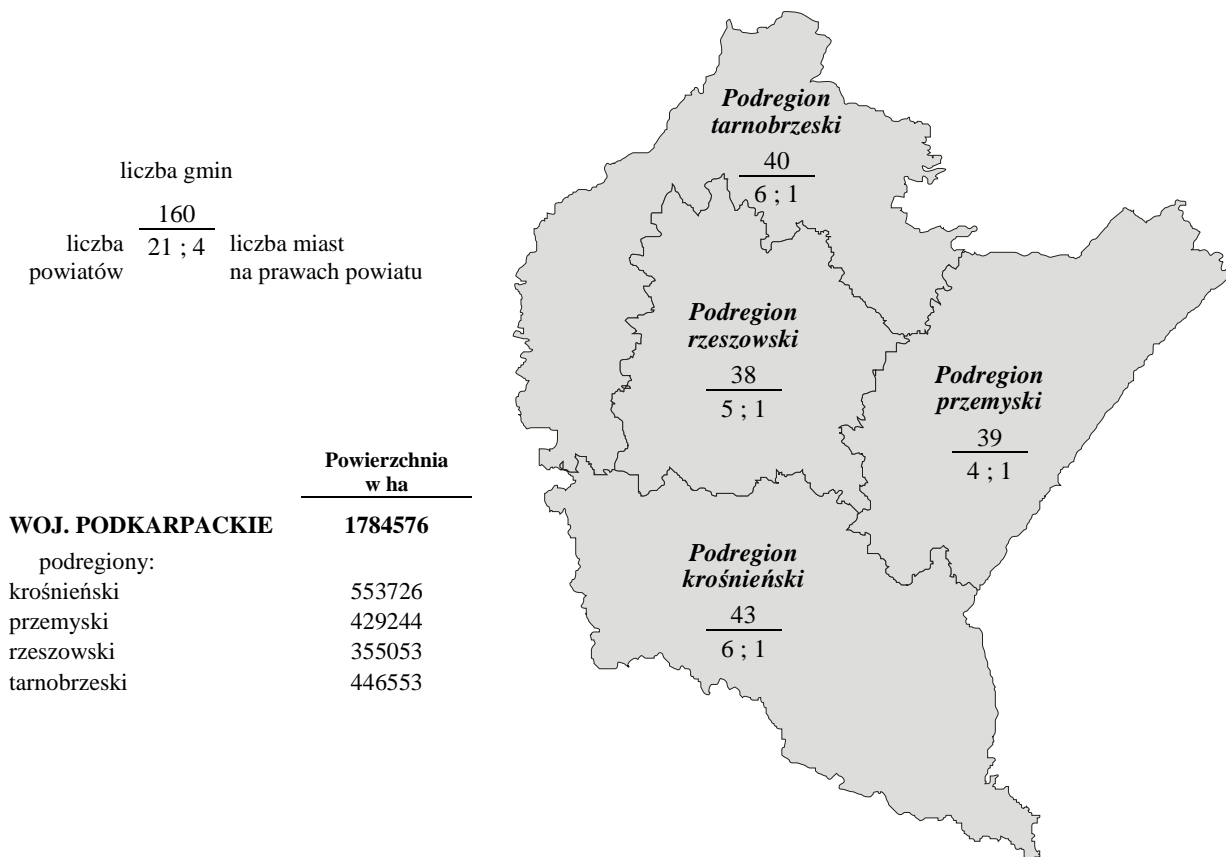 liczba gmin
160
21 ; 4
liczba
powiatów
liczba miast
na prawach powiatu
Powierzchnia
w ha
WOJ. PODKARPACKIE 1784576
podregiony:
krośnieński 553726
przemyski 429244
rzeszowski 355053
tarnobrzeski 446553
Podregion
tarnobrzeski
40
6 ; 1
Podregion
rzeszowski
38
5 ; 1
Podregion
przemyski
39
4 ; 1
Podregion
krośnieński
43
6 ; 1